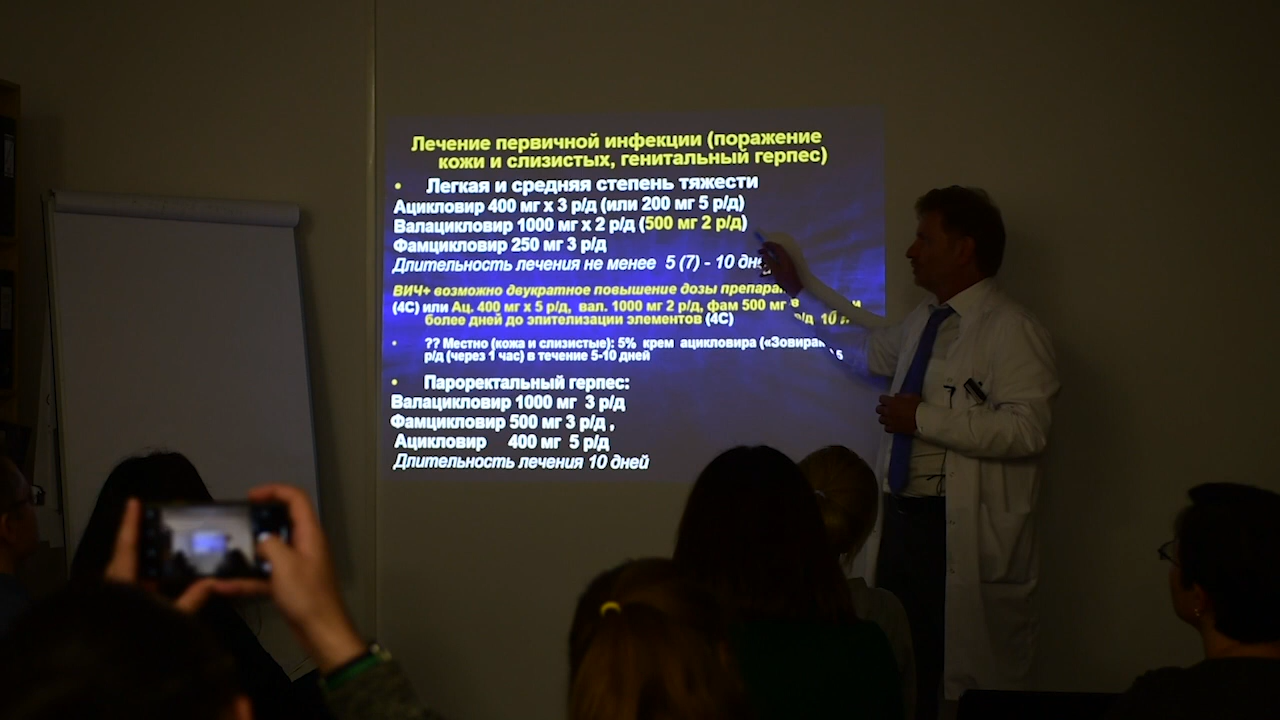 Лечение первичной инфекции (поражение
кожи и слизистых, генитальный герпес)
• Легкая и средняя степень тяжести
Ацикловир 400 мг х 3 р/д (или 200 мг 5 р/д)
Валацикловир 1000 мг х 2 р/д (500 мг 2 р/д)
Фамцикловир 250 мг 3 р/д
Длительность лечения не менее 5 (7) - 10
ВИЧ+ возможно двукратное повышение дозы
(4С) или Ац. 400 мг х 5 р/д, вал. 1000 мг 2 р/д, фам 500 мг р/д 10
более дней до эпителизации элементов (4С)
• ?? Местно (кожа и слизистые): 5% крем ацикловира 5
р/д (через 1 час) в течение 5-10 дней
• Пароректальный герпес:
Валацикловир 1000 мг 3 р/д
Фамцикловир 500 мг 3 р/д ,
Ацикловир 400 мг 5 р/д
Длительность лечения 10 дней